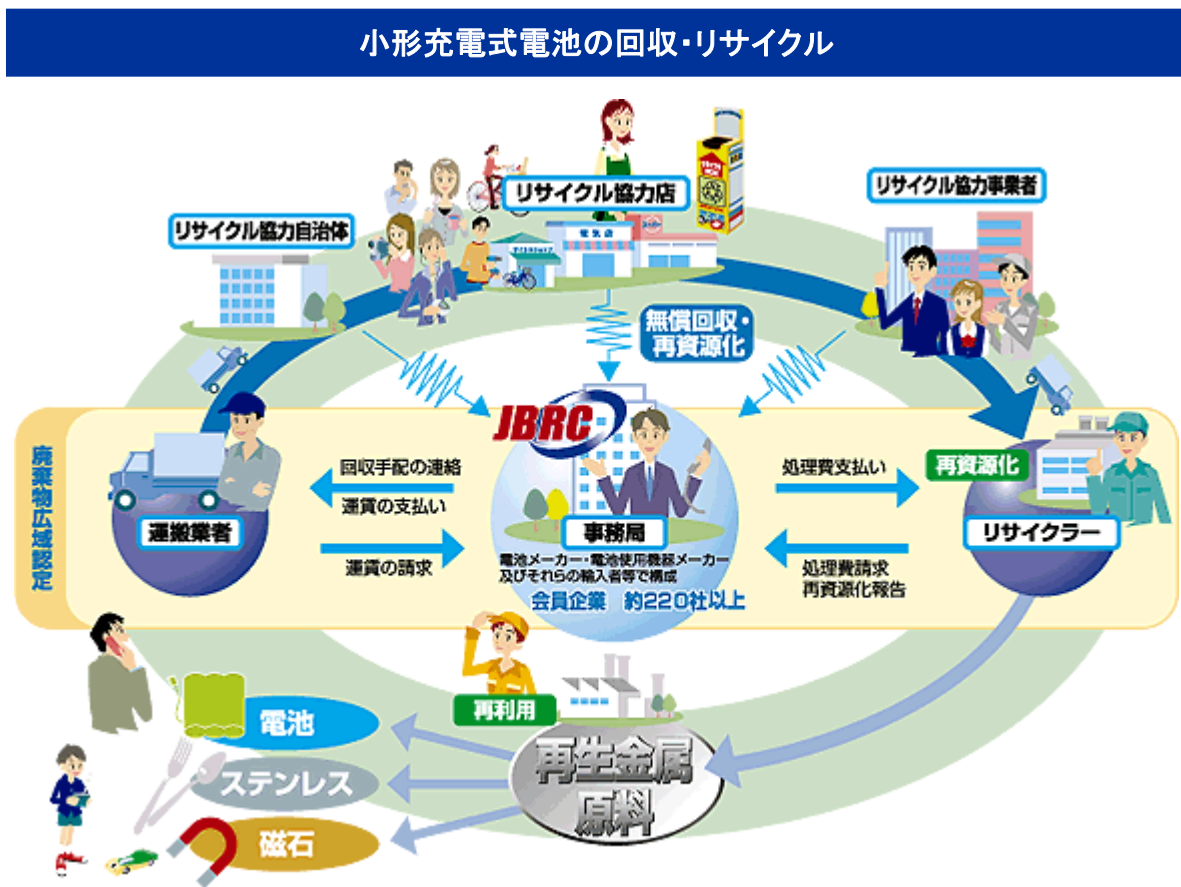 小形充電式電池の回収・リサイクル
リサイクル協力店
リサイクル協力事業者
リサイクル協力自治体
電気店
無償回収・
再資源化
JBRC
廃棄物広域認定
回収手配の連絡
運賃の支払い
運搬業者
運賃の請求
事務局
電池メーカー・電池使用機器メーカー
及びそれらの輸入者等で構成
会員企業 約220社以上
処理費支払い
再資源化
リサイクラー
処理費請求
再資源化報告
再利用
再生金属
原料
電池
ステンレス
磁石